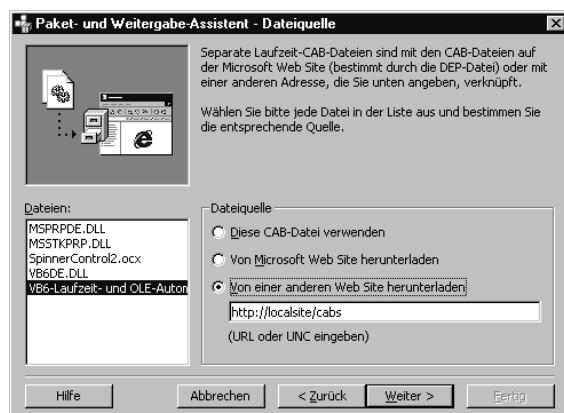 Paket- und Weitergabe-Assistent - Dateiquelle
Separate Laufzeit-CAB-Dateien sind mit den CAB-Dateien auf
der Microsoft Web Site (bestimmt durch die DEP-Datei) oder mit
einer anderen Adresse, die Sie unten angeben, verknüpft.
Wählen Sie bitte jede Datei in der Liste aus und bestimmen Sie
die entsprechende Quelle.
Dateien:
MSPRPDE.DLL
MSSTKPRP.DLL
SpinnerControl2.ocx
VB6DE.DLL
VB6-Laufzeit- und OLE-Auton
Dateiquelle
Diese CAB-Datei verwenden
Von Microsoft Web Site herunterladen
Von einer anderen Web Site herunterladen
http://localsite/cabs
(URL oder UNC eingeben)
Hilfe
Abbrechen
< Zurück
Weiter >
Fertig